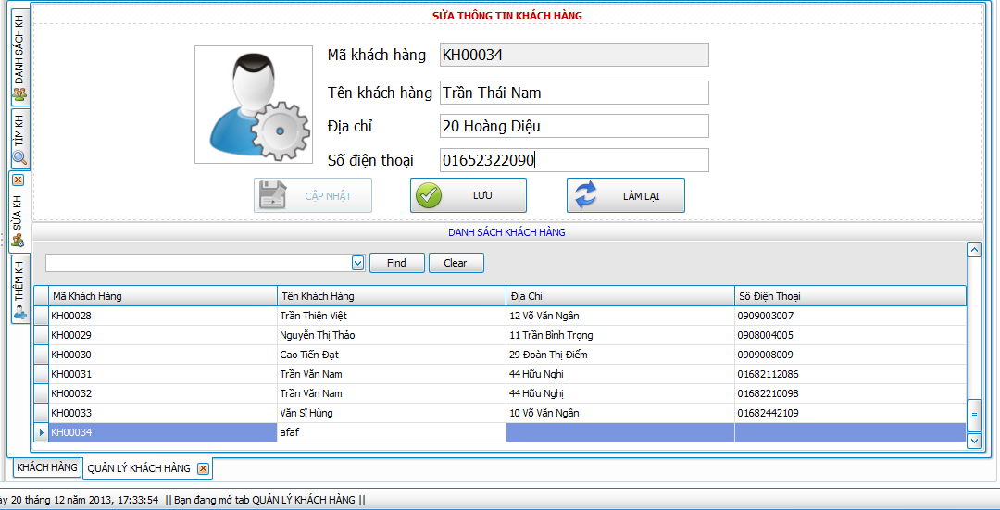 SỬA THÔNG TIN KHÁCH HÀNG
DANH SÁCH KH
TÌM KH
SỬA KH
THÊM KH
Mã khách hàng KH00034
Tên khách hàng Trần Thái Nam
Địa chỉ 20 Hoàng Diệu
Số điện thoại 01652322090
CẬP NHẬT LƯU LÀM LẠI
DANH SÁCH KHÁCH HÀNG
Find Clear
Mã Khách Hàng Tên Khách Hàng Địa Chỉ Số Điện Thoại
KH00028 Trần Thiện Việt 12 Võ Văn Ngân 0909003007
KH00029 Nguyễn Thị Thảo 11 Trần Bình Trọng 0908004005
KH00030 Cao Tiến Đạt 29 Đoàn Thị Điểm 0909008009
KH00031 Trần Văn Nam 44 Hữu Nghị 01682112086
KH00032 Trần Văn Nam 44 Hữu Nghị 01682210098
KH00033 Văn Sĩ Hùng 10 Võ Văn Ngân 01682442109
KH00034 afaf
KHÁCH HÀNG QUẢN LÝ KHÁCH HÀNG
ày 20 tháng 12 năm 2013, 17:33:54 || Bạn đang mở tab QUẢN LÝ KHÁCH HÀNG ||